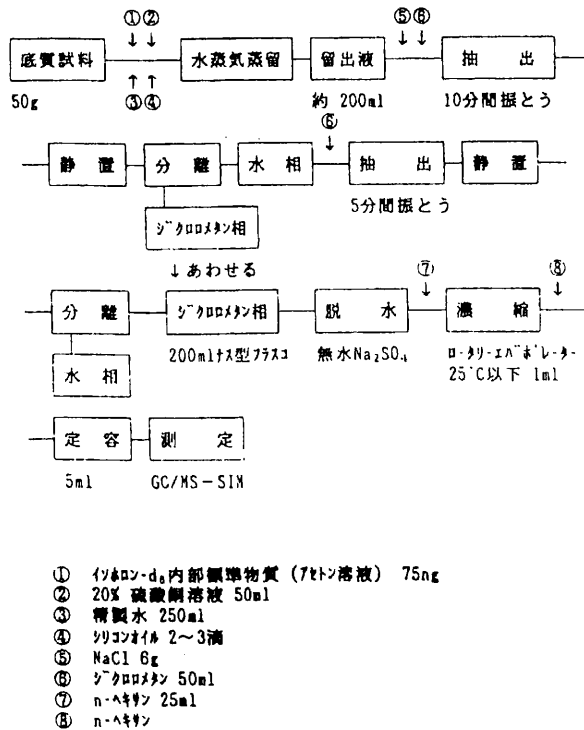 ① ② ⑤ ⑥
↓ ↓ ↓ ↓
底質試料 水蒸気蒸留 留出液 抽 出
↑ ↑
50g ③④ 約 200ml 10分間振とう
⑥
↓
静 置 分 離 水 相 抽 出 静 置
5分間振とう
ジクロロメタン相
↓あわせる ⑦ ⑧
↓ ↓
分 離 ジクロロメタン相 脱 水 濃 縮
200mlナス型フラスコ 無水Na₂SO₄ ロータリーエバポレーター
水 相 25℃以下 1ml
定 容 測 定
5ml GC/MS-SIM
① イソホロン-d₈内部標準物質 (アセトン溶液) 75ng
② 20% 硫酸銅溶液 50ml
③ 精製水 250ml
④ シリコンオイル 2〜3滴
⑤ NaCl 6g
⑥ ジクロロメタン 50ml
⑦ n-ヘキサン 25ml
⑧ n-ヘキサン